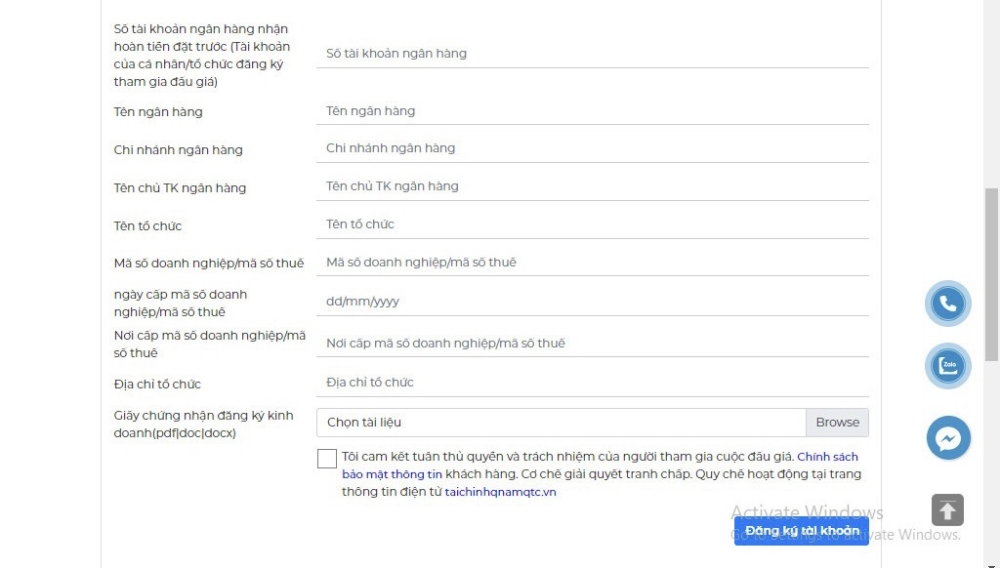 Số tài khoản ngân hàng nhận
hoàn tiền đặt trước (Tài khoản
của cá nhân/tổ chức đăng ký
tham gia đấu giá)
Số tài khoản ngân hàng
Tên ngân hàng
Tên ngân hàng
Chi nhánh ngân hàng
Chi nhánh ngân hàng
Tên chủ TK ngân hàng
Tên chủ TK ngân hàng
Tên tổ chức
Tên tổ chức
Mã số doanh nghiệp/mã số thuế
Mã số doanh nghiệp/mã số thuế
ngày cấp mã số doanh
nghiệp/mã số thuế
dd/mm/yyyy
Nơi cấp mã số doanh nghiệp/mã
số thuế
Nơi cấp mã số doanh nghiệp/mã số thuế
Địa chỉ tổ chức
Địa chỉ tổ chức
Giấy chứng nhận đăng ký kinh
doanh(pdf|doc|docx)
Chọn tài liệu
Browse
Tôi cam kết tuân thủ quyền và trách nhiệm của người tham gia cuộc đấu giá. Chính sách
bảo mật thông tin khách hàng. Cơ chế giải quyết tranh chấp. Quy chế hoạt động tại trang
thông tin điện tử taichinhqnamqtc.vn
Zalo
Đăng ký tài khoản
Activate Windows
Go to Settings to activate Windows.